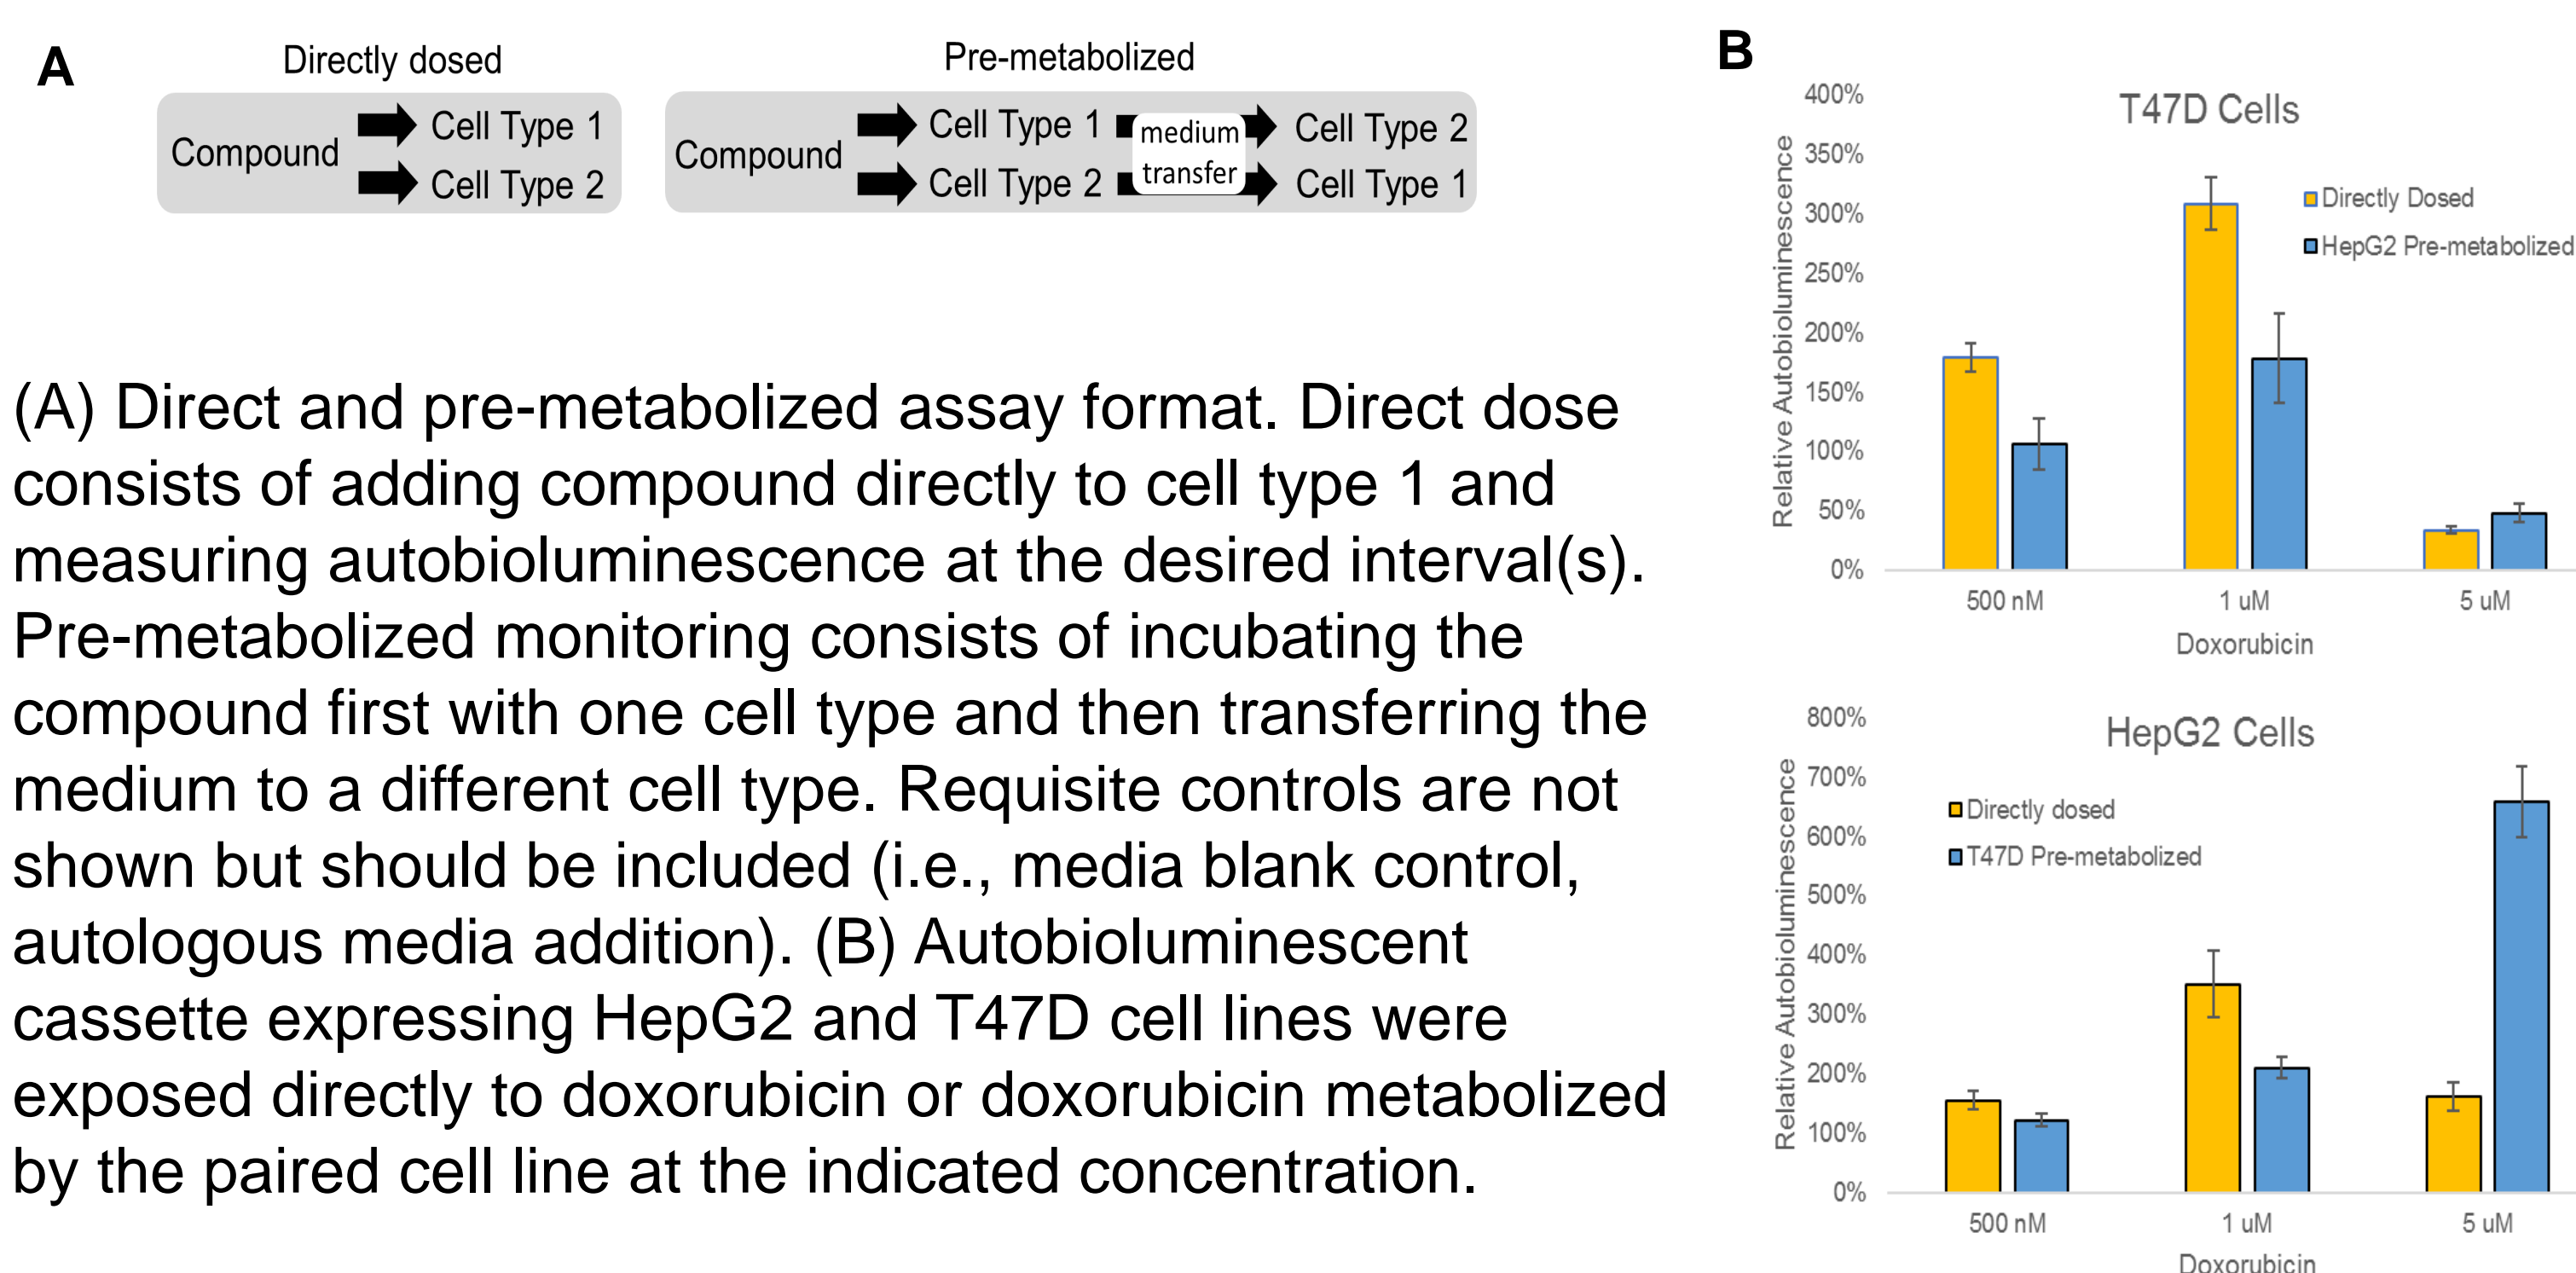 A
Directly dosed
Compound
Cell Type 1
Cell Type 2
Pre-metabolized
Compound
Cell Type 1
medium
transfer
Cell Type 2
Cell Type 2
Cell Type 1
(A) Direct and pre-metabolized assay format. Direct dose
consists of adding compound directly to cell type 1 and
measuring autobioluminescence at the desired interval(s).
Pre-metabolized monitoring consists of incubating the
compound first with one cell type and then transferring the
medium to a different cell type. Requisite controls are not
shown but should be included (i.e., media blank control,
autologous media addition). (B) Autobioluminescent
cassette expressing HepG2 and T47D cell lines were
exposed directly to doxorubicin or doxorubicin metabolized
by the paired cell line at the indicated concentration.
B
T47D Cells
Relative Autobioluminescence
400%
350%
300%
250%
200%
150%
100%
50%
0%
Directly Dosed
HepG2 Pre-metabolized
500 nM
1 uM
5 uM
Doxorubicin
HepG2 Cells
Relative Autobioluminescence
800%
700%
600%
500%
400%
300%
200%
100%
0%
Directly dosed
T47D Pre-metabolized
500 nM
1 uM
5 uM
Doxorubicin